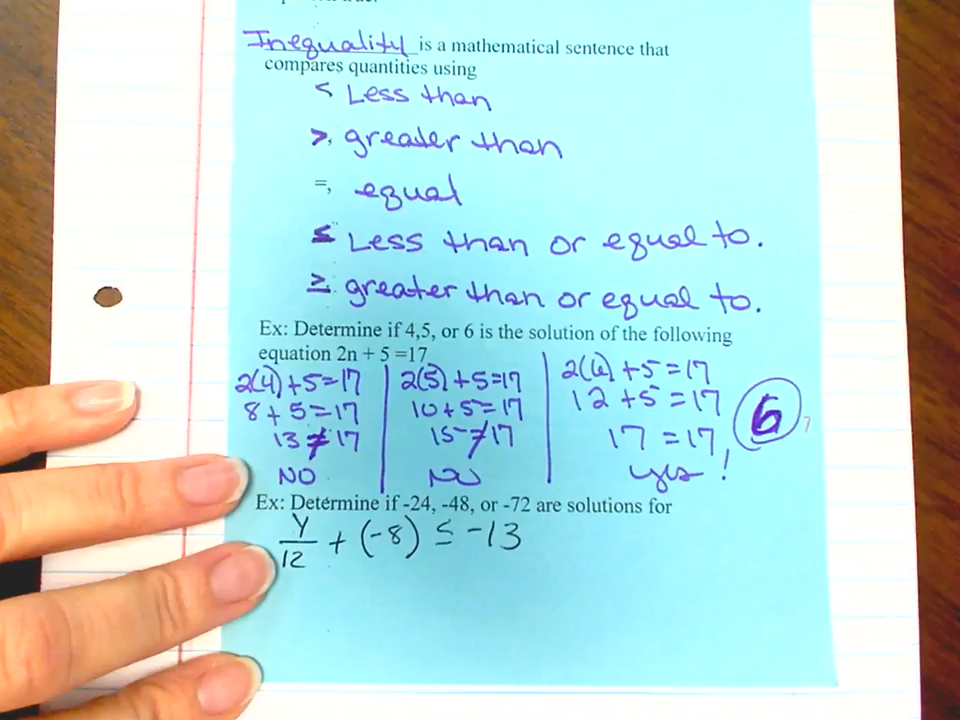 Inequality is a mathematical sentence that
compares quantities using
< Less than
>, greater than
=, equal
≤ Less than or equal to.
≥ greater than or equal to.
Ex: Determine if 4,5, or 6 is the solution of the following
equation 2n + 5 =17
2(4)+5=17 2(5)+5=17 2(6)+5=17
8+5=17 10+5=17 12+5=17
13≠17 15≠17 17=17, 6
NO NO yes!
Ex: Determine if -24, -48, or -72 are solutions for
y/12 + (-8) ≤ -13